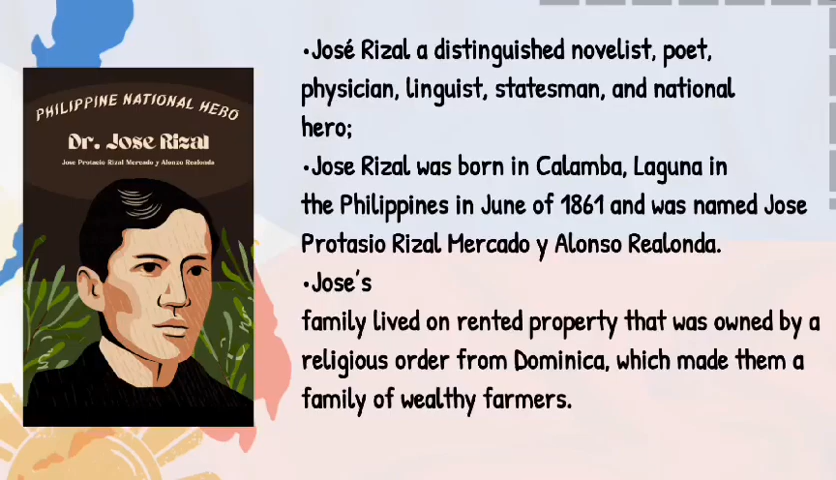 PHILIPPINE NATIONAL HERO
Dr. Jose Rizal
Jose Protasio Rizal Mercado y Alonzo Realonda
•José Rizal a distinguished novelist, poet,
physician, linguist, statesman, and national
hero;
•Jose Rizal was born in Calamba, Laguna in
the Philippines in June of 1861 and was named Jose
Protasio Rizal Mercado y Alonso Realonda.
•Jose's
family lived on rented property that was owned by a
religious order from Dominica, which made them a
family of wealthy farmers.